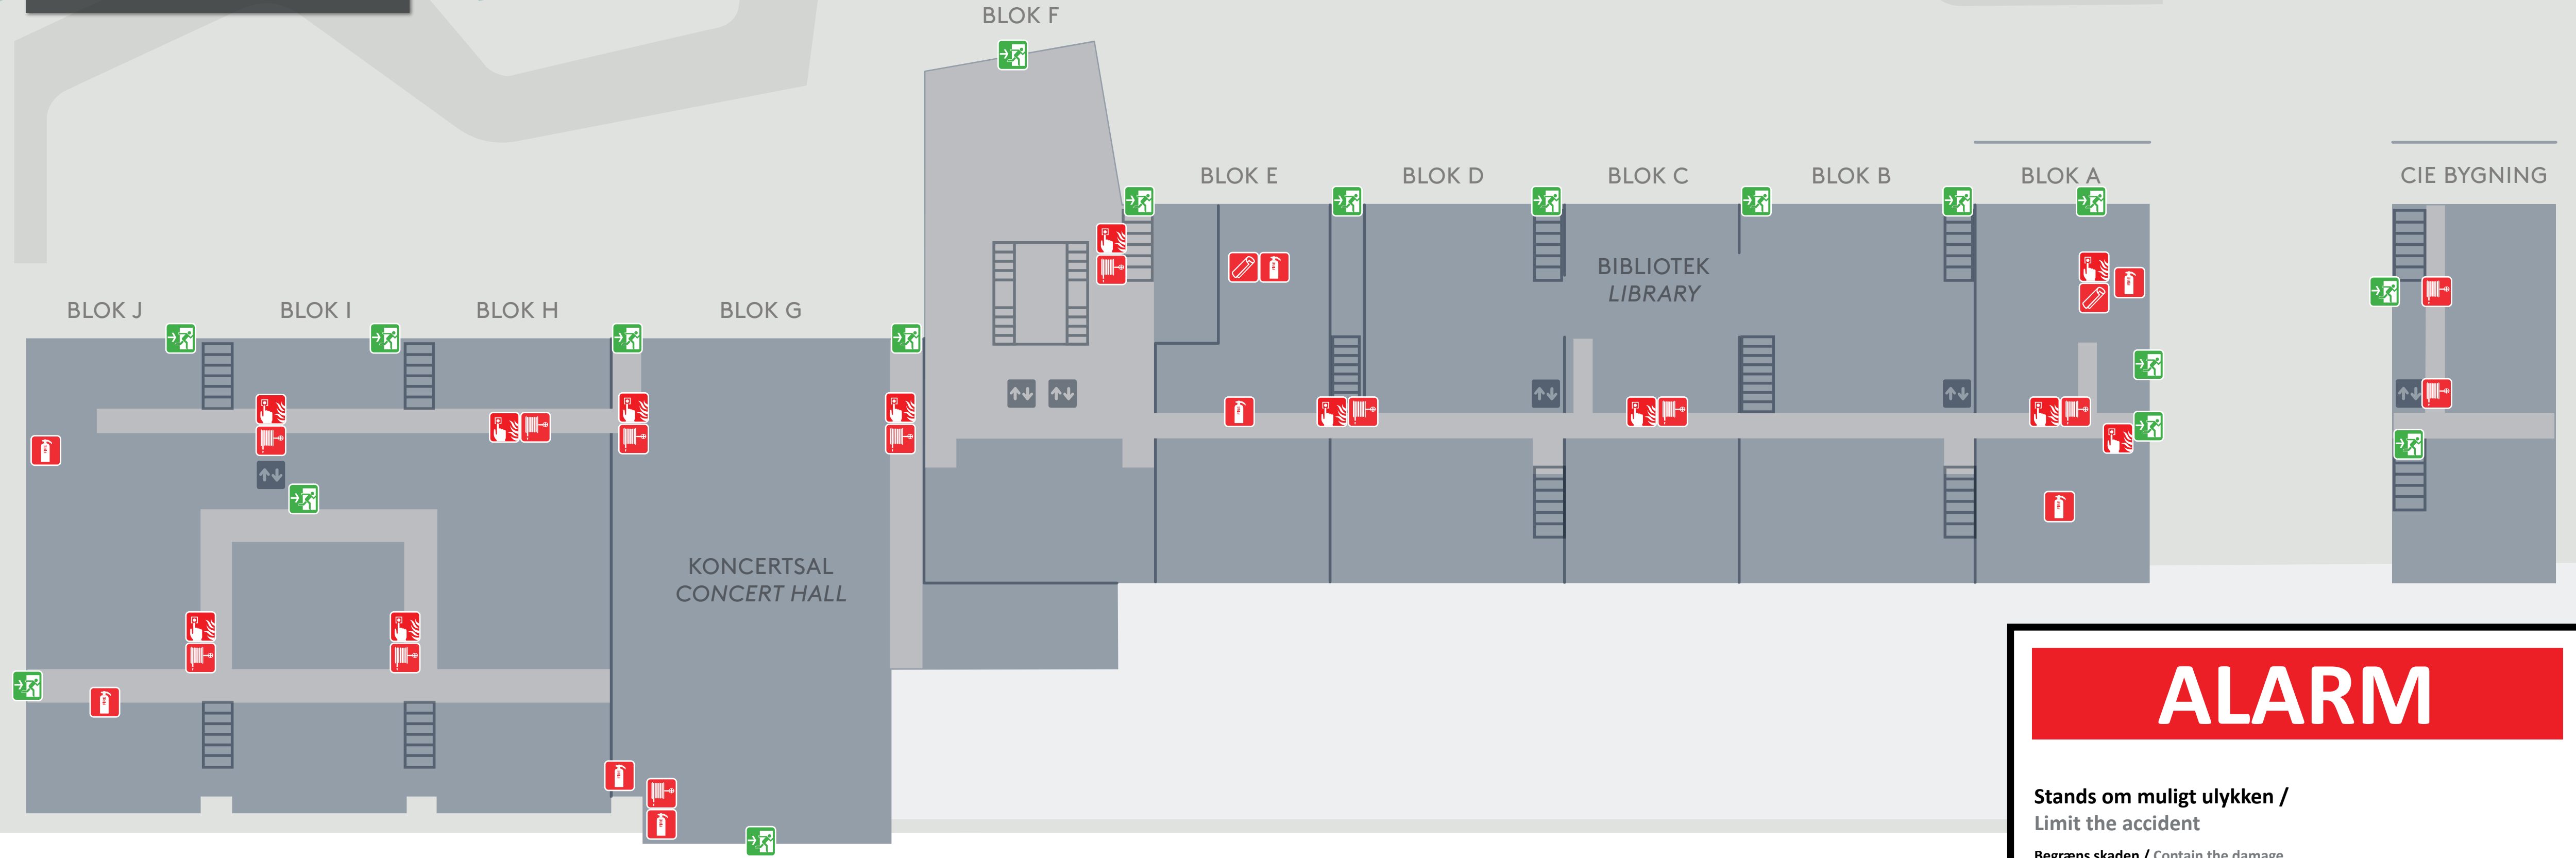 BLOK F
BLOK E
BLOK D
BLOK C
BLOK B
BLOK A
CIE BYGNING
BIBLIOTEK
LIBRARY
BLOK J
BLOK I
BLOK H
BLOK G
KONCERTSAL
CONCERT HALL
ALARM
Stands om muligt ulykken /
Limit the accident
Begræns skaden / Contain the damage